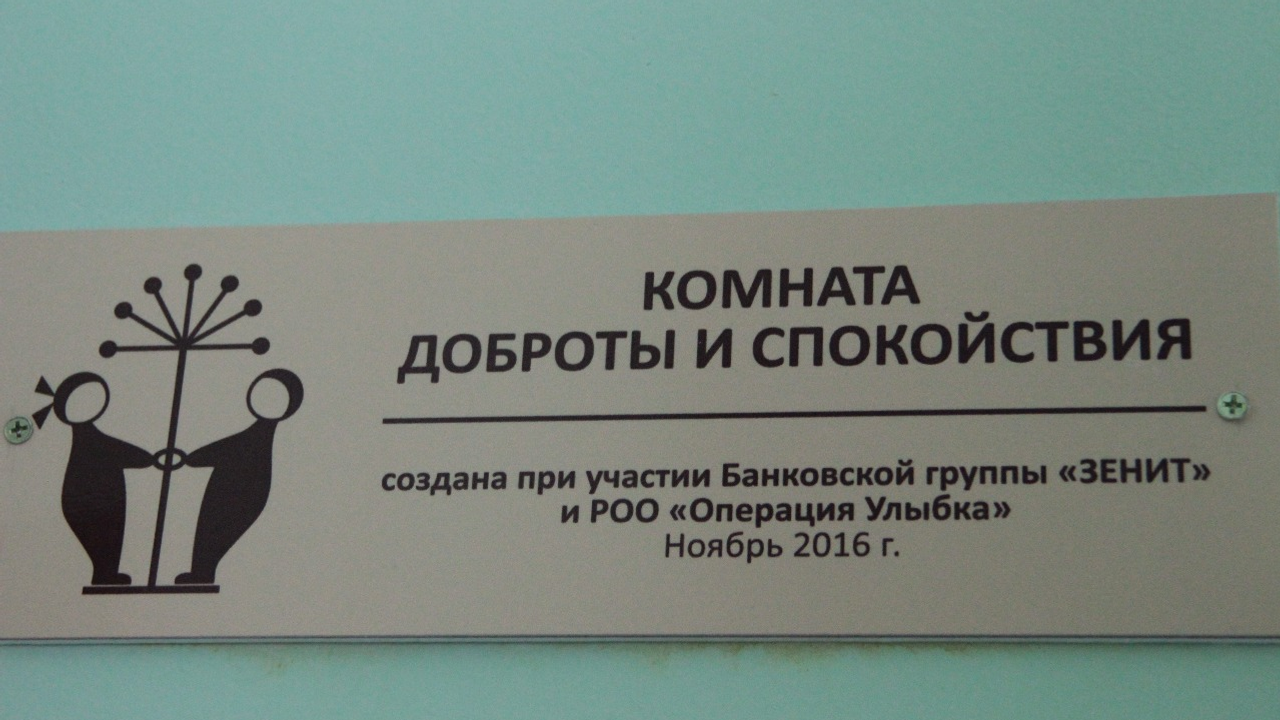 КОМНАТА
ДОБРОТЫ И СПОКОЙСТВИЯ
создана при участии Банковской группы «ЗЕНИТ»
и РОО «Операция Улыбка»
Ноябрь 2016 г.